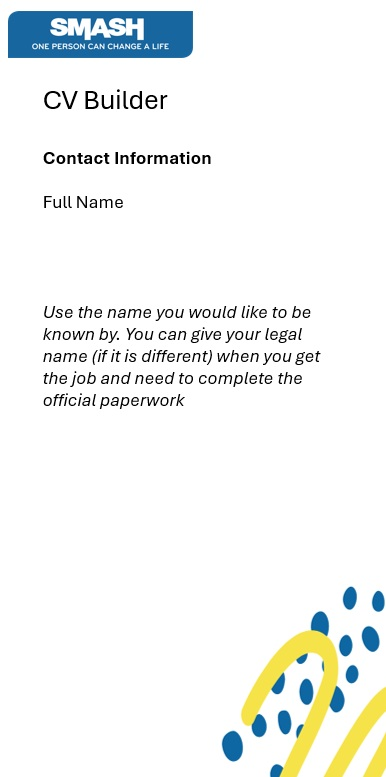 SMASH
ONE PERSON CAN CHANGE A LIFE
CV Builder
Contact Information
Full Name
Use the name you would like to be
known by. You can give your legal
name (if it is different) when you get
the job and need to complete the
official paperwork